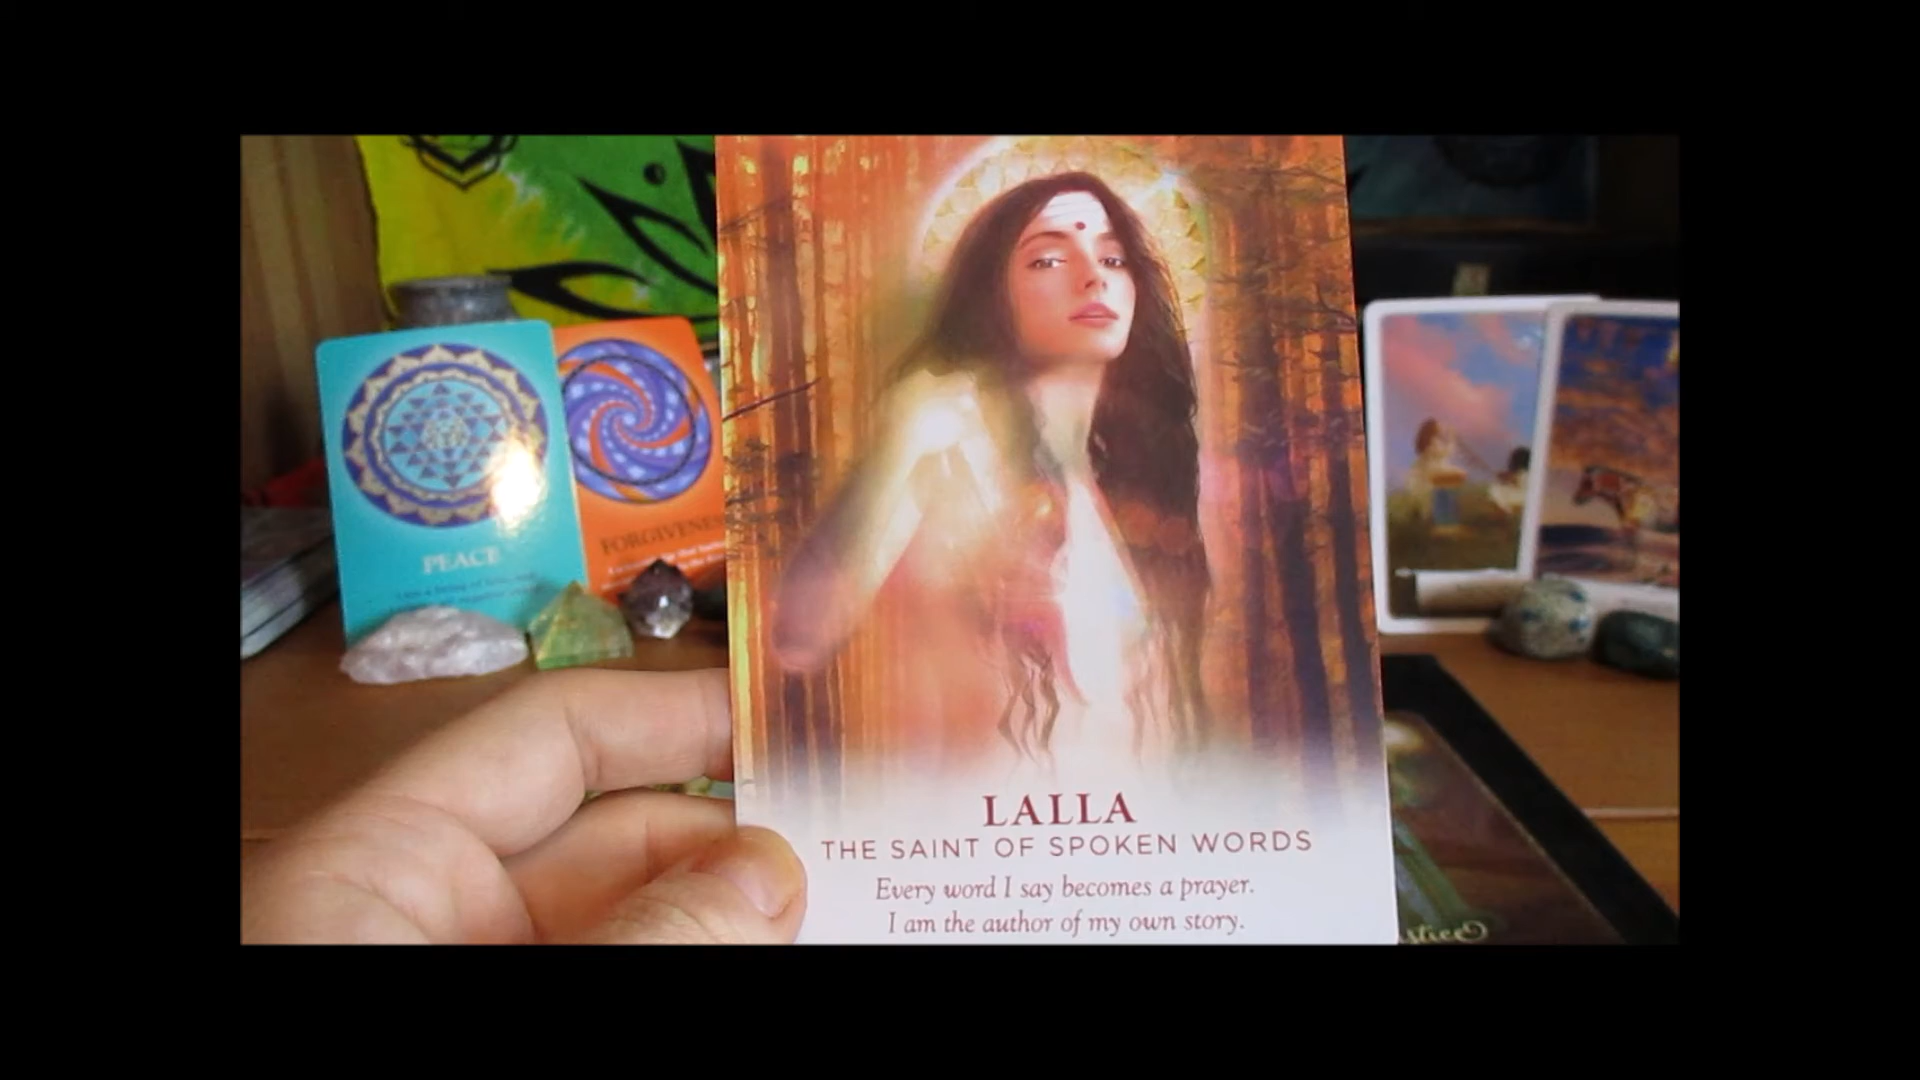 PEACE
FORGIVENES
LALLA
THE SAINT OF SPOKEN WORDS
Every word I say becomes a prayer.
I am the author of my own story.